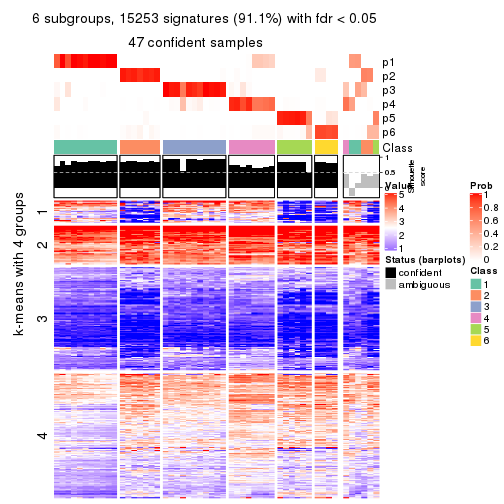 6 subgroups, 15253 signatures (91.1%) with fdr < 0.05
47 confident samples
p1
p2
p3
p4
p5
p6
Class
1
0.5
0
Silhouette
score
k-means with 4 groups
1
2
3
4
Value
5
4
3
2
1
Status (barplots)
confident
ambiguous
Prob
1
0.8
0.6
0.4
0.2
0
Class
1
2
3
4
5
6